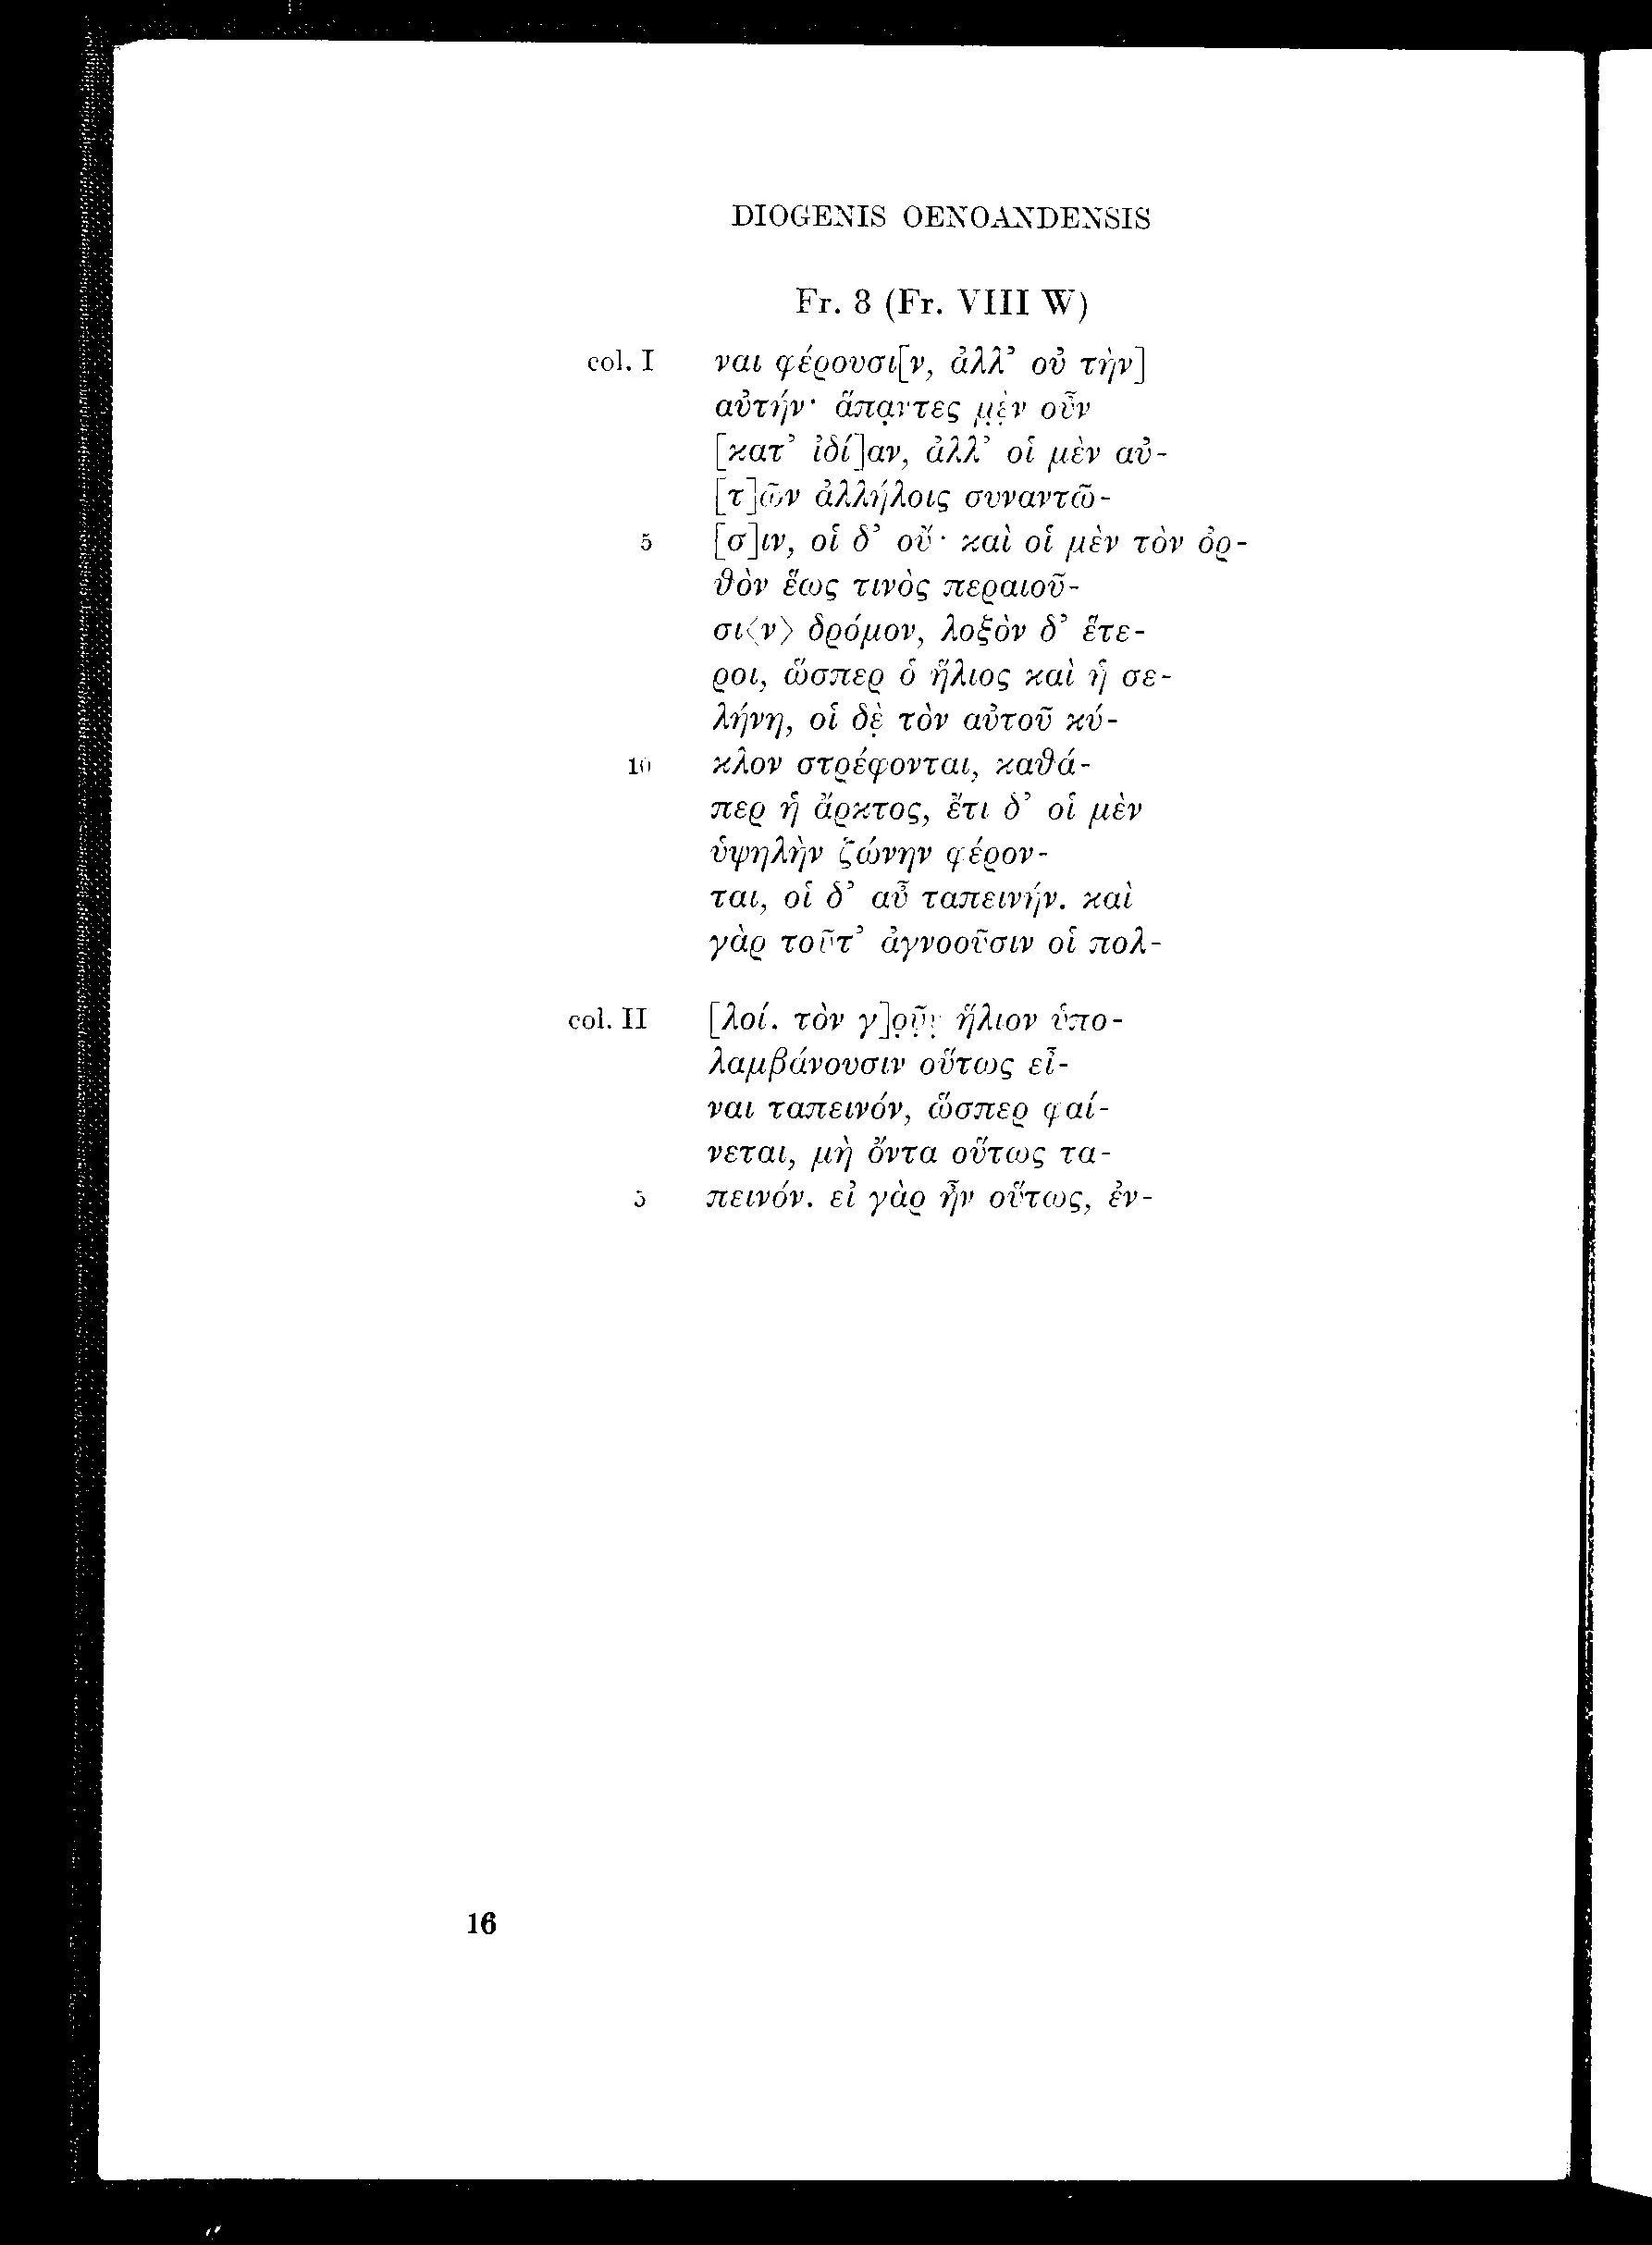 DIOGENIS OENOANDENSIS
Fr. 8 (Fr. VIII W)
col. I ναι φέρουσι[ν, ἀλλ’ οὐ τὴν]
αὐτήν· ἅπα̣ντες μ̣ὲ̣ν οὖν
[κατ’ ἰδί]αν, ἀλλ’ οἱ μὲν αὐ-
[τ]ῶν ἀλλήλοις συναντῶ-
5 [σ]ιν, οἱ δ’ οὔ· καὶ οἱ μὲν τὸν ὀρ-
θὸν ἕως τινὸς περαιοῦ-
σι⟨ν⟩ δρόμον, λοξὸν δ’ ἕτε-
ροι, ὥσπερ ὁ ἥλιος καὶ ἡ σε-
λήνη, οἱ δὲ̣ τὸν αὐτοῦ κύ-
10 κλον στρέφονται, καθά-
περ ἡ ἄρκτος, ἔτι δ’ οἱ μὲν
ὑψηλὴν ζώνην φέρον-
ται, οἱ δ’ αὖ ταπεινήν. καὶ
γὰρ τοῦτ’ ἀγνοοῦσιν οἱ πολ-
col. II [λοί. τὸν γ]ο̣ῦ̣ν̣ ἥλιον ὑπο-
λαμβάνουσιν οὕτως εἶ-
ναι ταπεινόν, ὥσπερ φαί-
νεται, μὴ ὄντα οὕτως τα-
5 πεινόν. εἰ γὰρ ἦν οὕτως, ἐν-
16